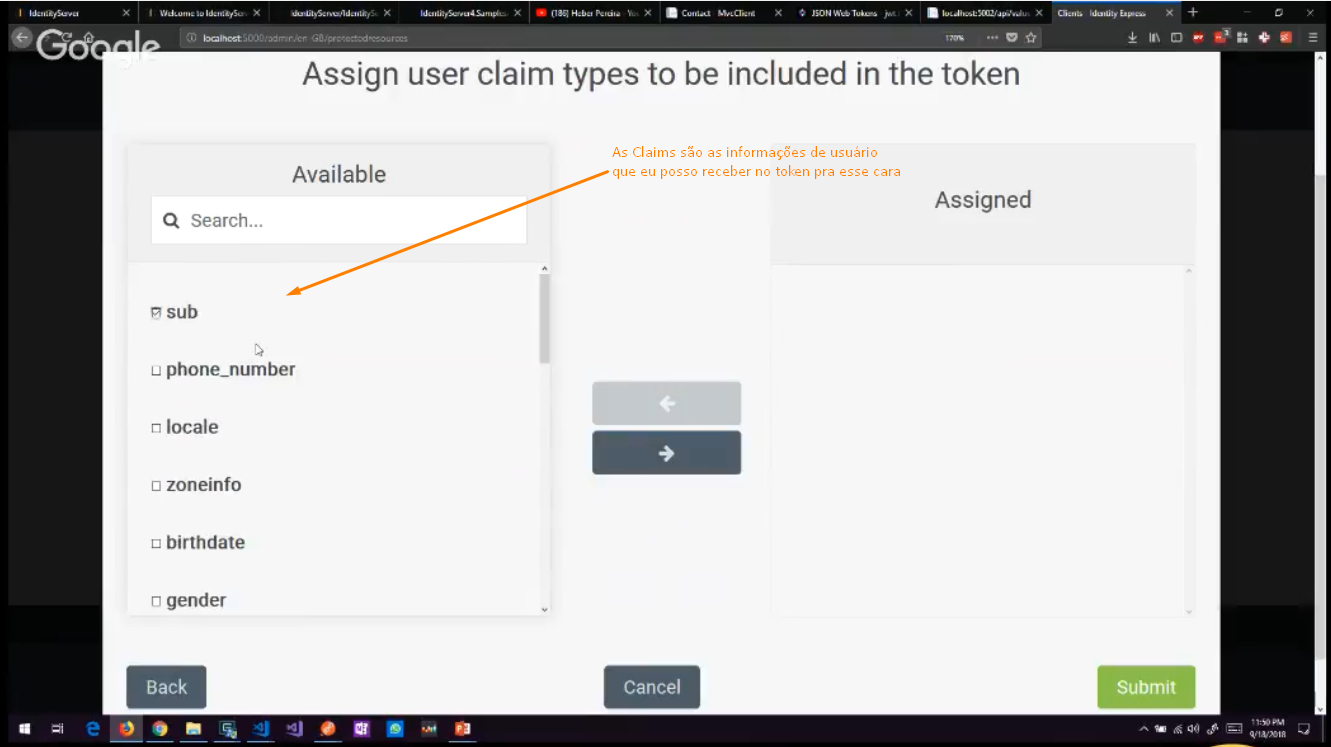 IdentityServer
Welcome to IdentityServ
IdentityServer/IdentityS
IdentityServer4.Samples
(186) Heber Pereira - Yo
Contact - MvcClient
JSON Web Tokens - jwt.
localhost:5002/api/value
Clients - Identity Express
Google
localhost:5000/admin/en-GB/protectedresources
170%
Assign user claim types to be included in the token
As Claims são as informações de usuário
que eu posso receber no token pra esse cara
Available
Assigned
Search...
sub
phone_number
locale
zoneinfo
birthdate
gender
Back
Cancel
Submit
11:50 PM
9/18/2018